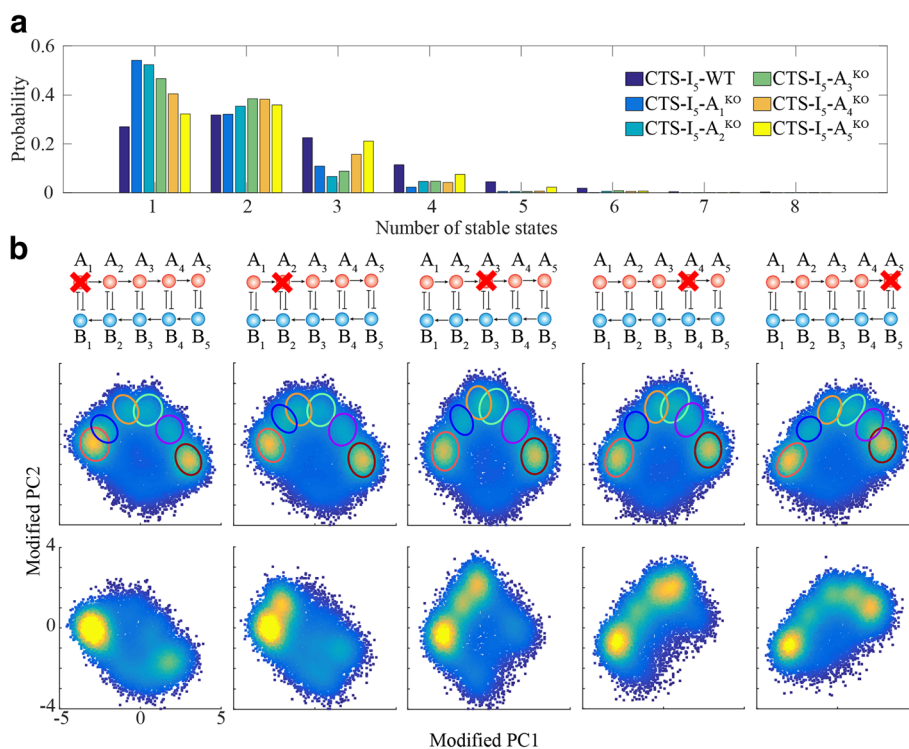 a
0.6
0.4
0.2
0
Probability
1 2 3 4 5 6 7 8
Number of stable states
CTS-I₅-WT
CTS-I₅-A₁ᴷᴼ
CTS-I₅-A₂ᴷᴼ
CTS-I₅-A₃ᴷᴼ
CTS-I₅-A₄ᴷᴼ
CTS-I₅-A₅ᴷᴼ
b
A₁ A₂ A₃ A₄ A₅
B₁ B₂ B₃ B₄ B₅
A₁ A₂ A₃ A₄ A₅
B₁ B₂ B₃ B₄ B₅
A₁ A₂ A₃ A₄ A₅
B₁ B₂ B₃ B₄ B₅
A₁ A₂ A₃ A₄ A₅
B₁ B₂ B₃ B₄ B₅
A₁ A₂ A₃ A₄ A₅
B₁ B₂ B₃ B₄ B₅
Modified PC2
4
0
-4
-5 0 5
Modified PC1